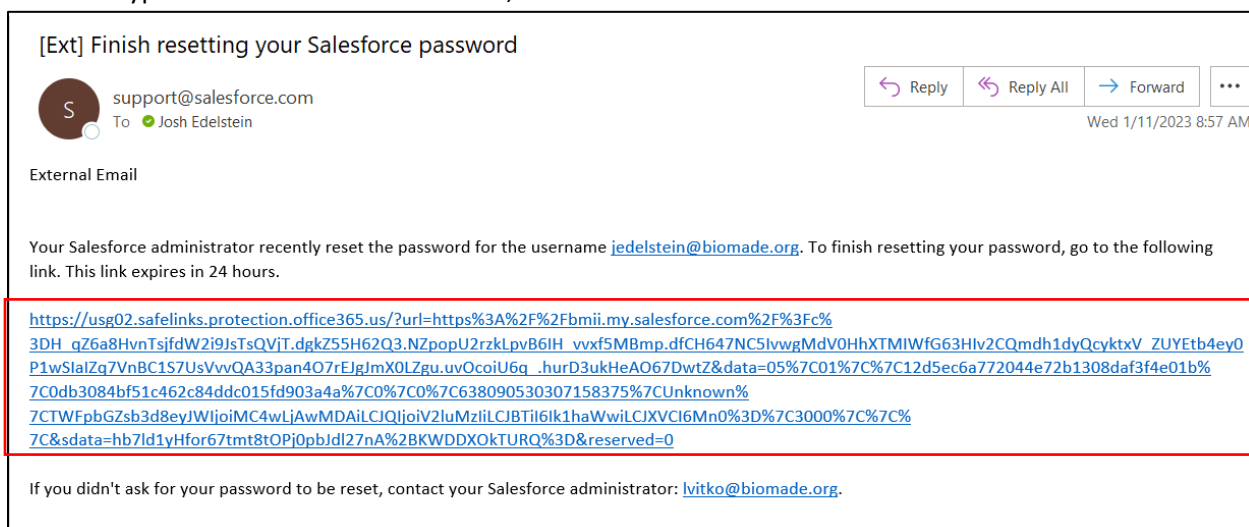 [Ext] Finish resetting your Salesforce password
S
support@salesforce.com
To Josh Edelstein
Reply
Reply All
Forward
Wed 1/11/2023 8:57 AM
External Email
Your Salesforce administrator recently reset the password for the username jedelstein@biomade.org. To finish resetting your password, go to the following
link. This link expires in 24 hours.
https://usg02.safelinks.protection.office365.us/?url=https%3A%2F%2Fbmii.my.salesforce.com%2F%3Fc%
3DH_qZ6a8HvnTsjfdW2i9JsTsQVjT.dgkZ55H62Q3.NZpopU2rzkLpvB6IH_vvxf5MBmp.dfCH647NC5IvwgMdV0HhXTMIWfG63HIv2CQmdh1dyQcyktxV_ZUYEtb4ey0
P1wSIaIZq7VnBC1S7UsVvvQA33pan4O7rEJgJmX0LZgu.uvOcoiU6q_.hurD3ukHeAO67DwtZ&data=05%7C01%7C%7C12d5ec6a772044e72b1308daf3f4e01b%
7C0db3084bf51c462c84ddc015fd903a4a%7C0%7C0%7C638090530307158375%7CUnknown%
7CTWFpbGZsb3d8eyJWIjoiMC4wLjAwMDAiLCJQIjoiV2luMzIiLCJBTiI6Ik1haWwiLCJXVCI6Mn0%3D%7C3000%7C%7C%
7C&sdata=hb7ld1yHfor67tmt8tOPj0pbJdl27nA%2BKWDDXOkTURQ%3D&reserved=0
If you didn't ask for your password to be reset, contact your Salesforce administrator: lvitko@biomade.org.